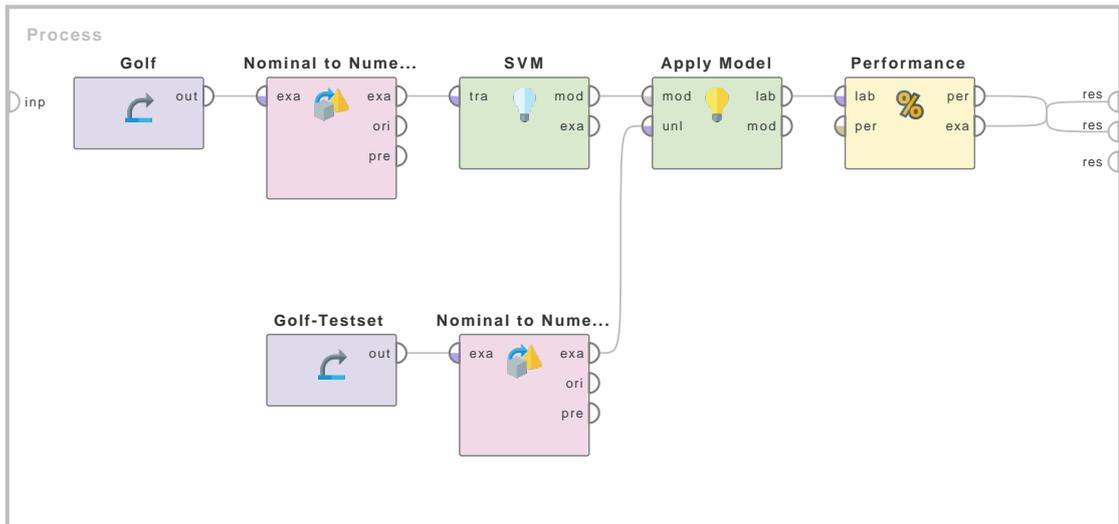 Process
Golf Nominal to Nume... SVM Apply Model Performance
inp out exa exa tra mod mod lab lab per res
ori exa unl mod per exa res
pre res
Golf-Testset Nominal to Nume...
out exa exa
ori
pre